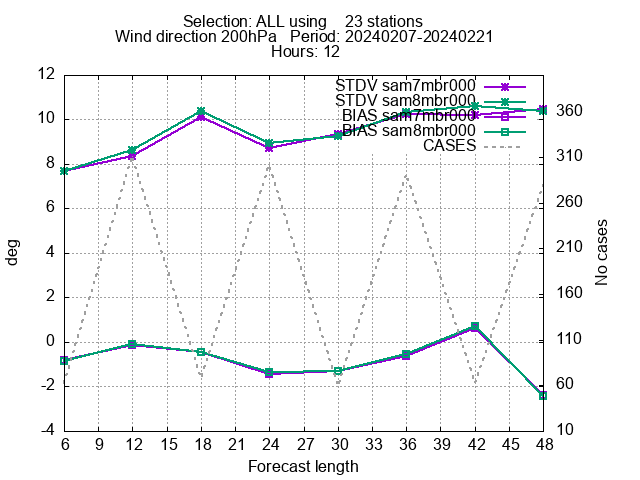 Selection: ALL using 23 stations
Wind direction 200hPa Period: 20240207-20240221
Hours: 12
STDV sam7mbr000
STDV sam8mbr000
BIAS sam7mbr000
BIAS sam8mbr000
CASES
12
10
8
6
4
2
0
-2
-4
deg
360
310
260
210
160
110
60
10
No cases
6 9 12 15 18 21 24 27 30 33 36 39 42 45 48
Forecast length